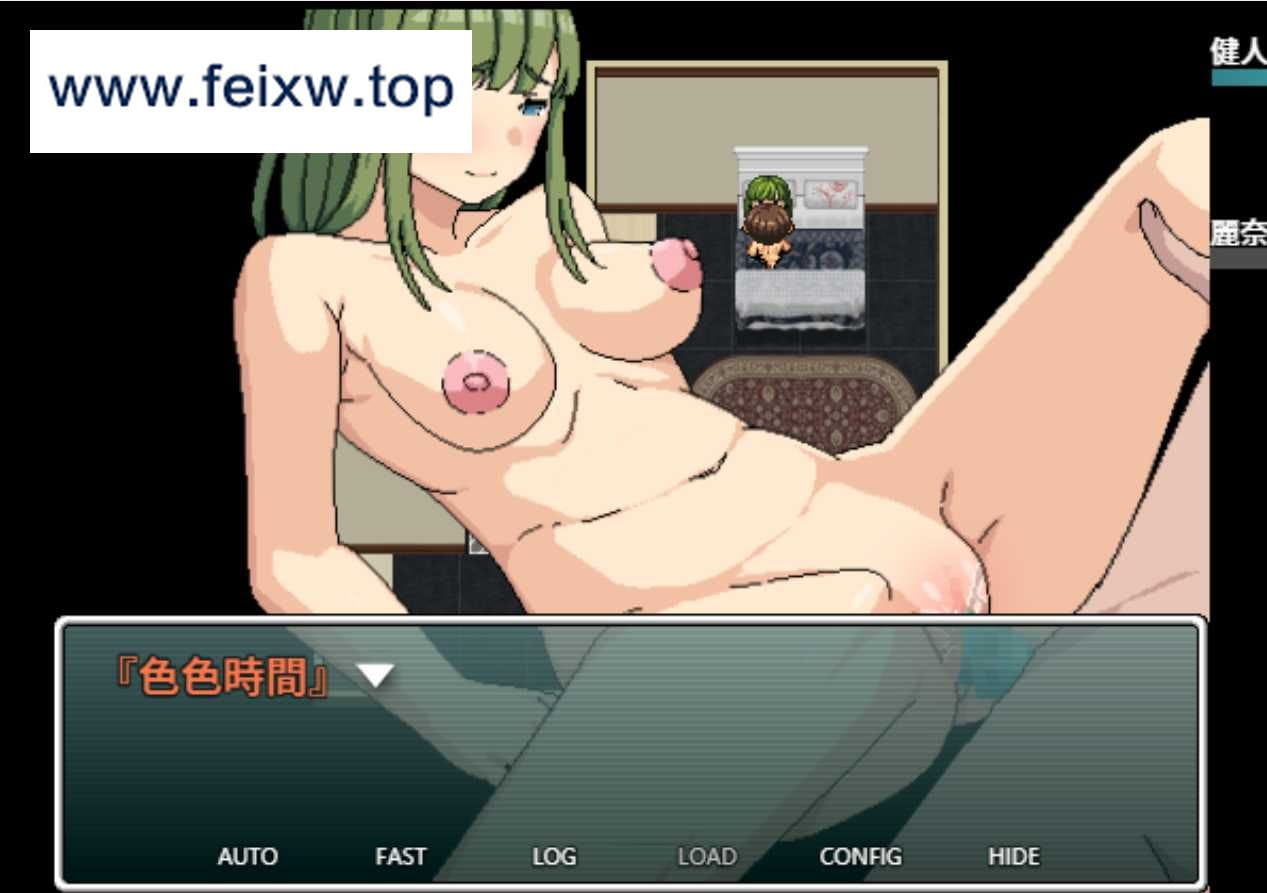 www.feixw.top
健人
麗奈
『色色時間』
AUTO FAST LOG LOAD CONFIG HIDE